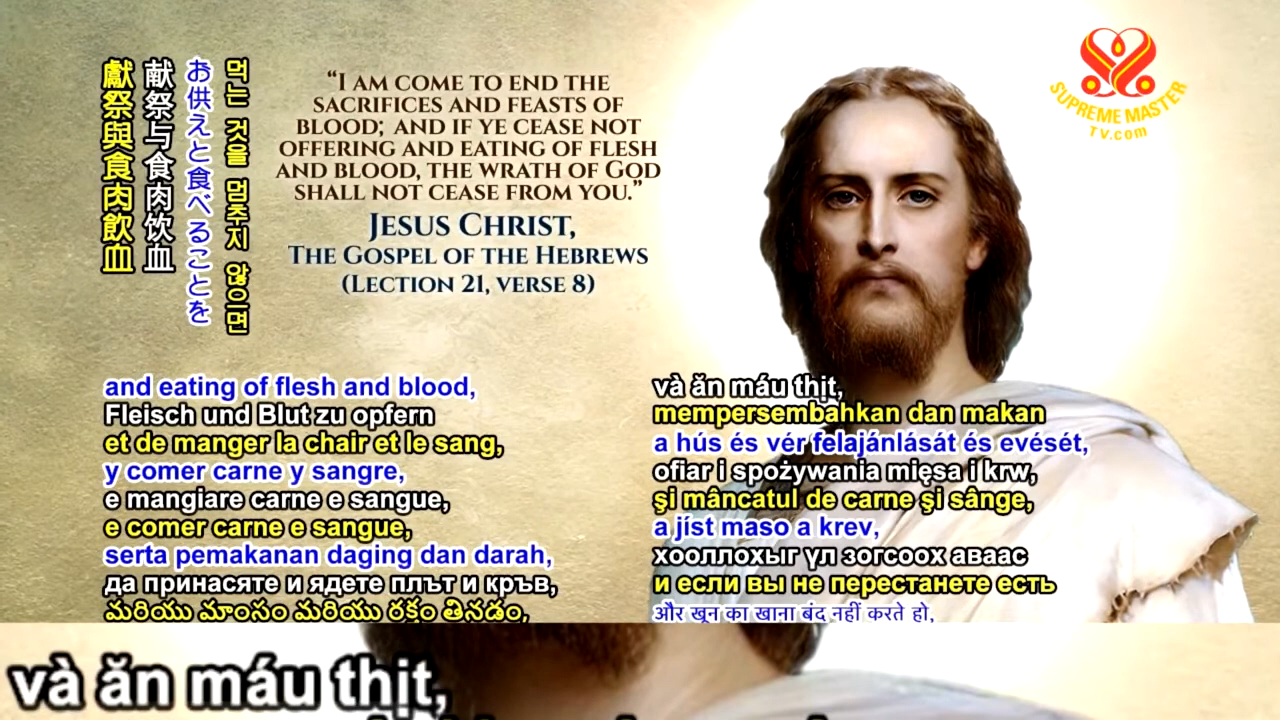 獻祭與食肉飲血
献祭与食肉饮血
お供えと食べることを
먹는 것을 멈추지 않으면
“I AM COME TO END THE
SACRIFICES AND FEASTS OF
BLOOD; AND IF YE CEASE NOT
OFFERING AND EATING OF FLESH
AND BLOOD, THE WRATH OF GOD
SHALL NOT CEASE FROM YOU.”
JESUS CHRIST,
THE GOSPEL OF THE HEBREWS
(LECTION 21, VERSE 8)
SUPREME MASTER
TV.com
and eating of flesh and blood,
Fleisch und Blut zu opfern
et de manger la chair et le sang,
y comer carne y sangre,
e mangiare carne e sangue,
e comer carne e sangue,
serta pemakanan daging dan darah,
да принасяте и ядете плът и кръв,
మరియు మాంసం మరియు రక్తం తినడం,
và ăn máu thịt,
mempersembahkan dan makan
a hús és vér felajánlását és evését,
ofiar i spożywania mięsa i krw,
şi mâncatul de carne şi sânge,
a jíst maso a krev,
хооллохыг үл зогсоох аваас
и если вы не перестанете есть
और खून का खाना बंद नहीं करते हो,
và ăn máu thịt,